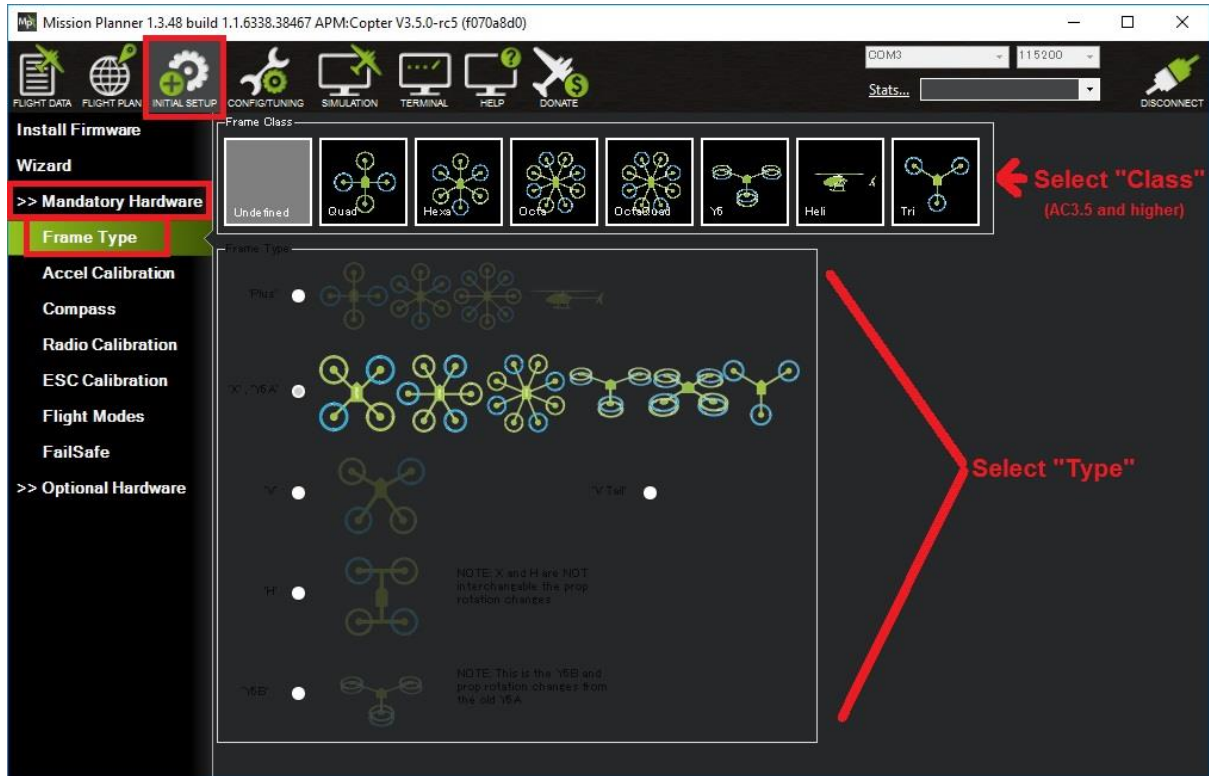 Mission Planner 1.3.48 build 1.1.6338.38467 APM:Copter V3.5.0-rc5 (f070a8d0)
FLIGHT DATA FLIGHT PLAN INITIAL SETUP CONFIG/TUNING SIMULATION TERMINAL HELP DONATE
COM3 115200
Stats...
DISCONNECT
Install Firmware
Wizard
>> Mandatory Hardware
Frame Type
Accel Calibration
Compass
Radio Calibration
ESC Calibration
Flight Modes
FailSafe
>> Optional Hardware
Frame Class
Undefined Quad Hexa Octa OctaQuad Y6 Heli Tri
Select "Class"
(AC3.5 and higher)
Frame Type
"Plus"
"X", "Y6A"
"V" "V Tail"
"H"
NOTE: X and H are NOT
interchangable the prop
rotation changes
"Y6B"
NOTE: This is the Y6B and
prop rotation changes from
the old Y6A
Select "Type"